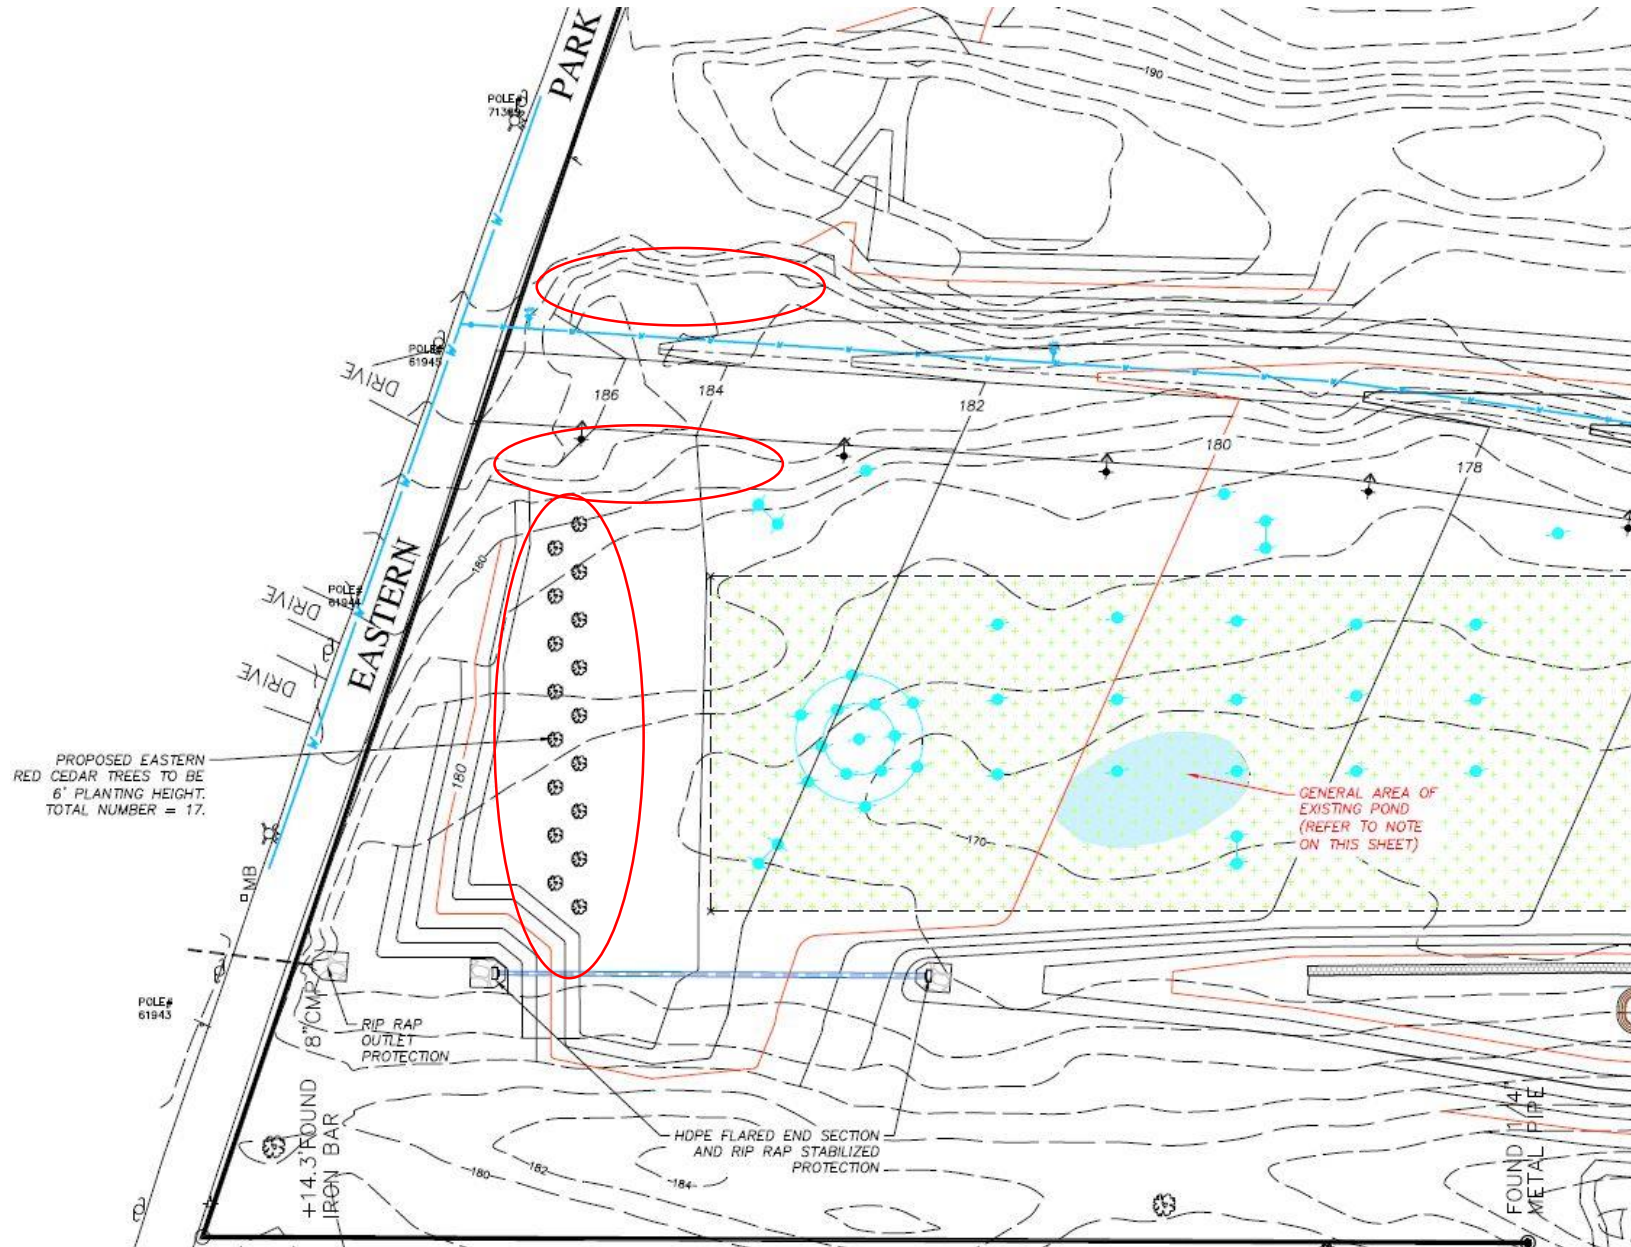 PARK
190
POLE#
POLE#
61945
DRIVE
186
184
182
180
178
180
POLE#
61944
DRIVE
EASTERN
DRIVE
W
W
W
W
W
PROPOSED EASTERN
RED CEDAR TREES TO BE
6' PLANTING HEIGHT.
TOTAL NUMBER = 17.
180
GENERAL AREA OF
EXISTING POND
(REFER TO NOTE
ON THIS SHEET)
170
MB
POLE#
61943
8" CMP
RIP RAP
OUTLET
PROTECTION
+14.3' FOUND
IRON BAR
HDPE FLARED END SECTION
AND RIP RAP STABILIZED
PROTECTION
180
182
184
FOUND 1 1/4"
METAL PIPE